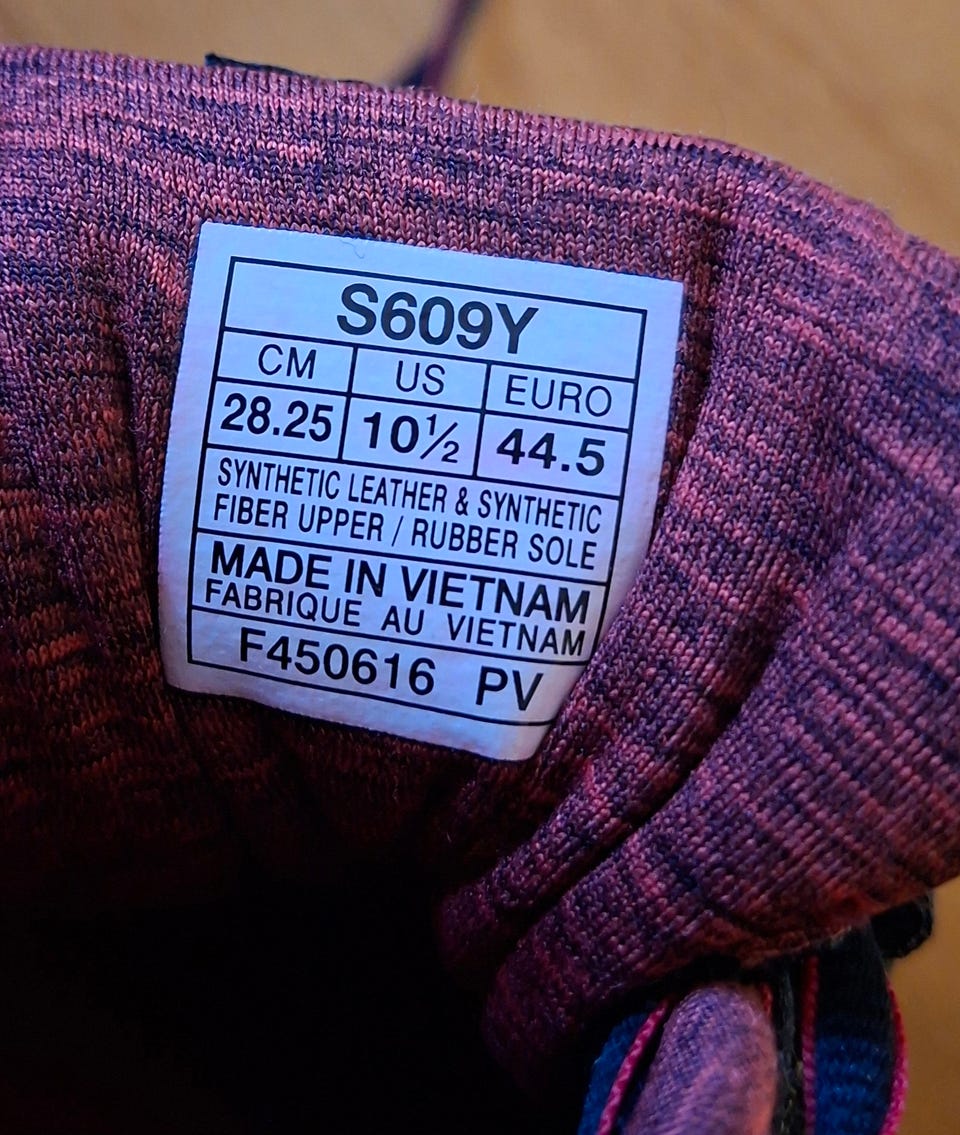 S609Y
CM US EURO
28.25 10½ 44.5
SYNTHETIC LEATHER & SYNTHETIC
FIBER UPPER / RUBBER SOLE
MADE IN VIETNAM
FABRIQUE AU VIETNAM
F450616 PV